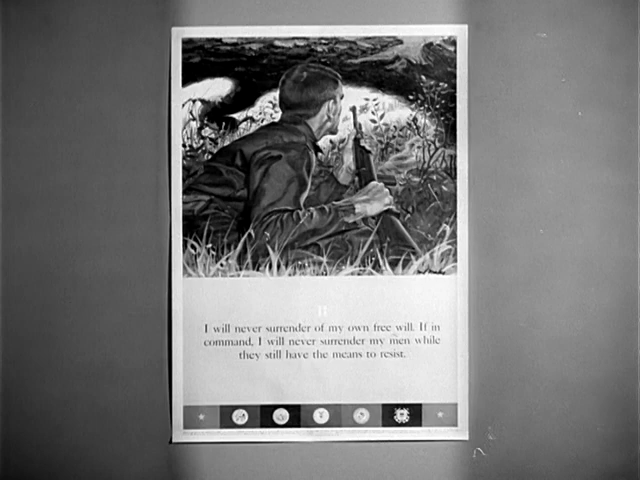 II
I will never surrender of my own free will. If in
command, I will never surrender my men while
they still have the means to resist.